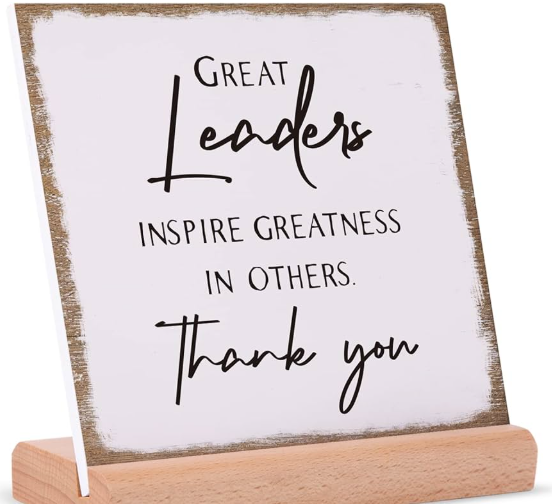 GREAT
Leaders
INSPIRE GREATNESS
IN OTHERS.
Thank you